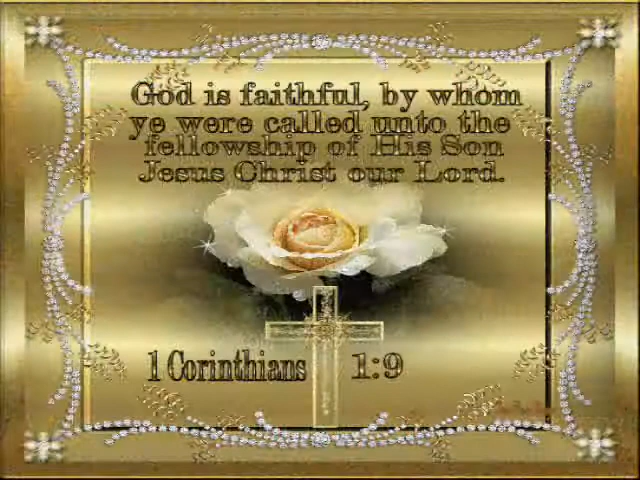 God is faithful, by whom
ye were called unto the
fellowship of His Son
Jesus Christ our Lord.
1 Corinthians 1:9